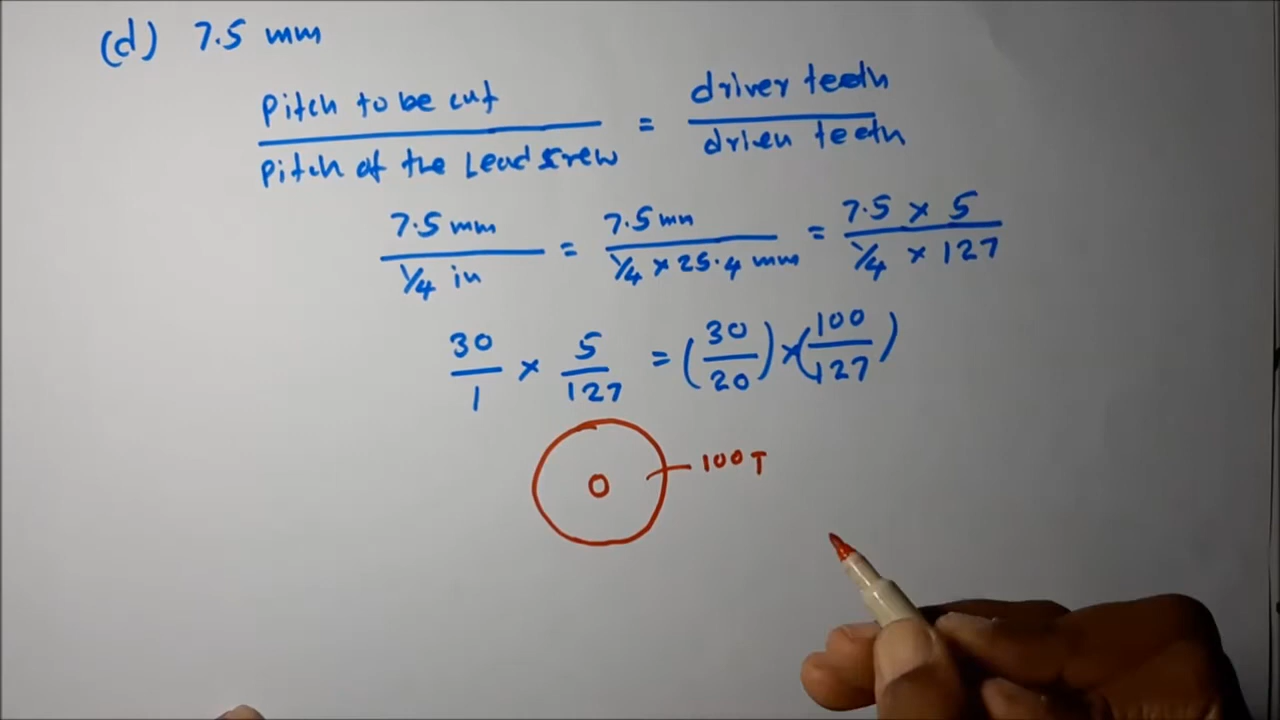 (d) 7.5 mm
Pitch to be cut / Pitch of the Lead screw = driver teeth / driven teeth
7.5 mm / 1/4 in = 7.5 mm / 1/4 × 25.4 mm = 7.5 × 5 / 1/4 × 127
30/1 × 5/127 = (30/20) × (100/127)
100 T